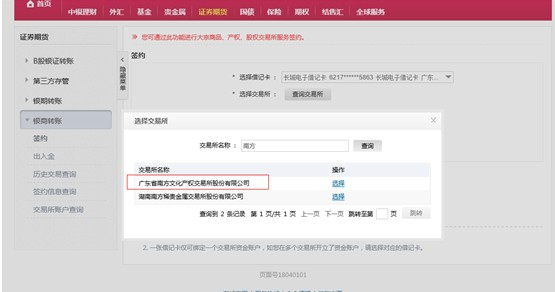 首页
中银理财 外汇 基金 贵金属 证券期货 国债 保险 期权 结售汇 全球服务
证券期货
B股银证转账
第三方存管
银期转账
银商转账
签约
出入金
历史交易查询
签约信息查询
交易所账户查询
隐藏菜单
您可通过此功能进行大宗商品、产权、股权交易所服务签约。
签约
* 选择借记卡： 长城电子借记卡 6217******5863 长城电子借记卡 广东...
* 选择交易所： 查询交易所
选择交易所 X
交易所名称： 南方 查询
交易所名称 操作
广东省南方文化产权交易所股份有限公司 选择
湖南南方稀贵金属交易所股份有限公司 选择
查询到 2 条记录 第 1 页/共 1 页 上一页 下一页 跳转至第 页 跳转
2. 一张借记卡仅可绑定一个交易所资金账户，如您在多个交易所开立了资金账户，请选择对应的借记卡。
页面号18040101